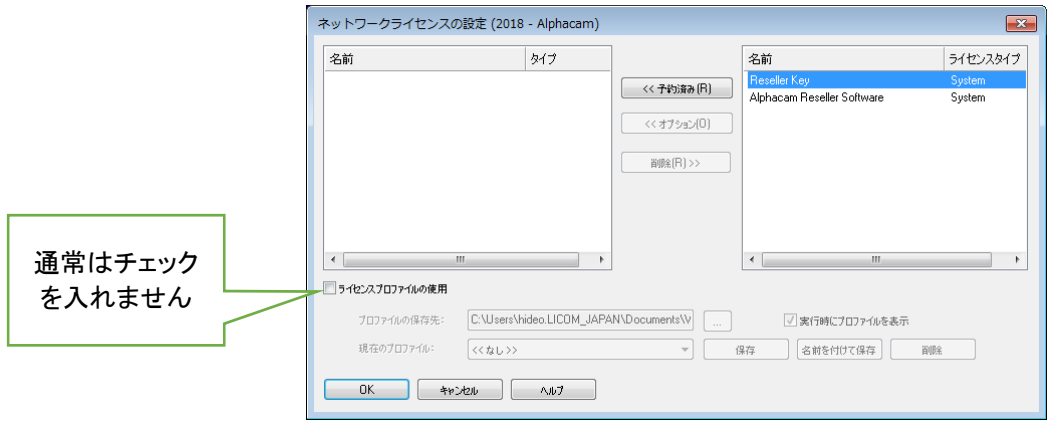 ネットワークライセンスの設定 (2018 - Alphacam)
名前 タイプ
<< 予約済み(R)
<< オプション(O)
削除(R) >>
名前 ライセンスタイプ
Reseller Key System
Alphacam Reseller Software System
通常はチェック
を入れません
ライセンスプロファイルの使用
プロファイルの保存先: C:\Users\hideo.LICOM_JAPAN\Documents\V ... 実行時にプロファイルを表示
現在のプロファイル: <<なし>> 保存 名前を付けて保存 削除
OK キャンセル ヘルプ